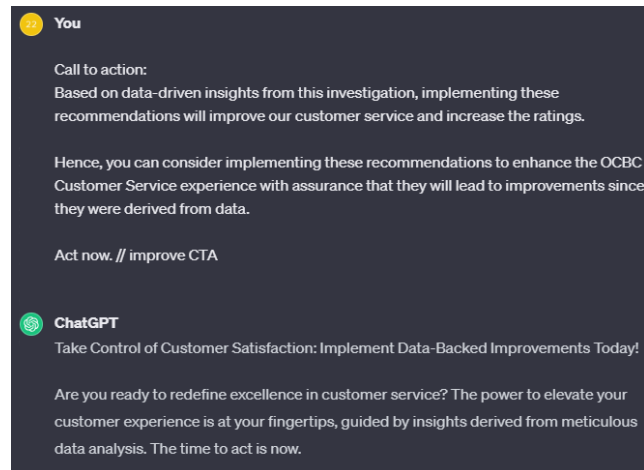 22 You
Call to action:
Based on data-driven insights from this investigation, implementing these
recommendations will improve our customer service and increase the ratings.
Hence, you can consider implementing these recommendations to enhance the OCBC
Customer Service experience with assurance that they will lead to improvements since
they were derived from data.
Act now. // improve CTA
ChatGPT
Take Control of Customer Satisfaction: Implement Data-Backed Improvements Today!
Are you ready to redefine excellence in customer service? The power to elevate your
customer experience is at your fingertips, guided by insights derived from meticulous
data analysis. The time to act is now.